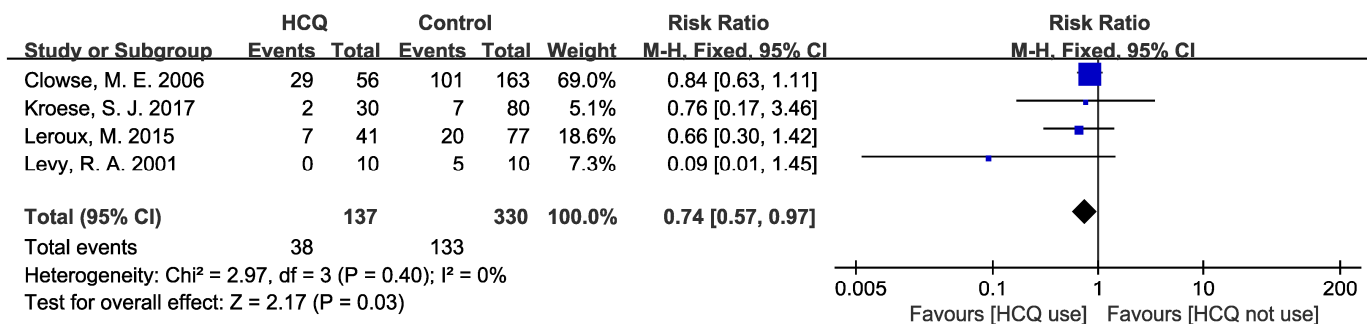 HCQ Control Risk Ratio Risk Ratio
Study or Subgroup Events Total Events Total Weight M-H, Fixed, 95% CI M-H, Fixed, 95% CI
Clowse, M. E. 2006 29 56 101 163 69.0% 0.84 [0.63, 1.11]
Kroese, S. J. 2017 2 30 7 80 5.1% 0.76 [0.17, 3.46]
Leroux, M. 2015 7 41 20 77 18.6% 0.66 [0.30, 1.42]
Levy, R. A. 2001 0 10 5 10 7.3% 0.09 [0.01, 1.45]
Total (95% CI) 137 330 100.0% 0.74 [0.57, 0.97]
Total events 38 133
Heterogeneity: Chi² = 2.97, df = 3 (P = 0.40); I² = 0%
Test for overall effect: Z = 2.17 (P = 0.03)
0.005 0.1 1 10 200
Favours [HCQ use] Favours [HCQ not use]